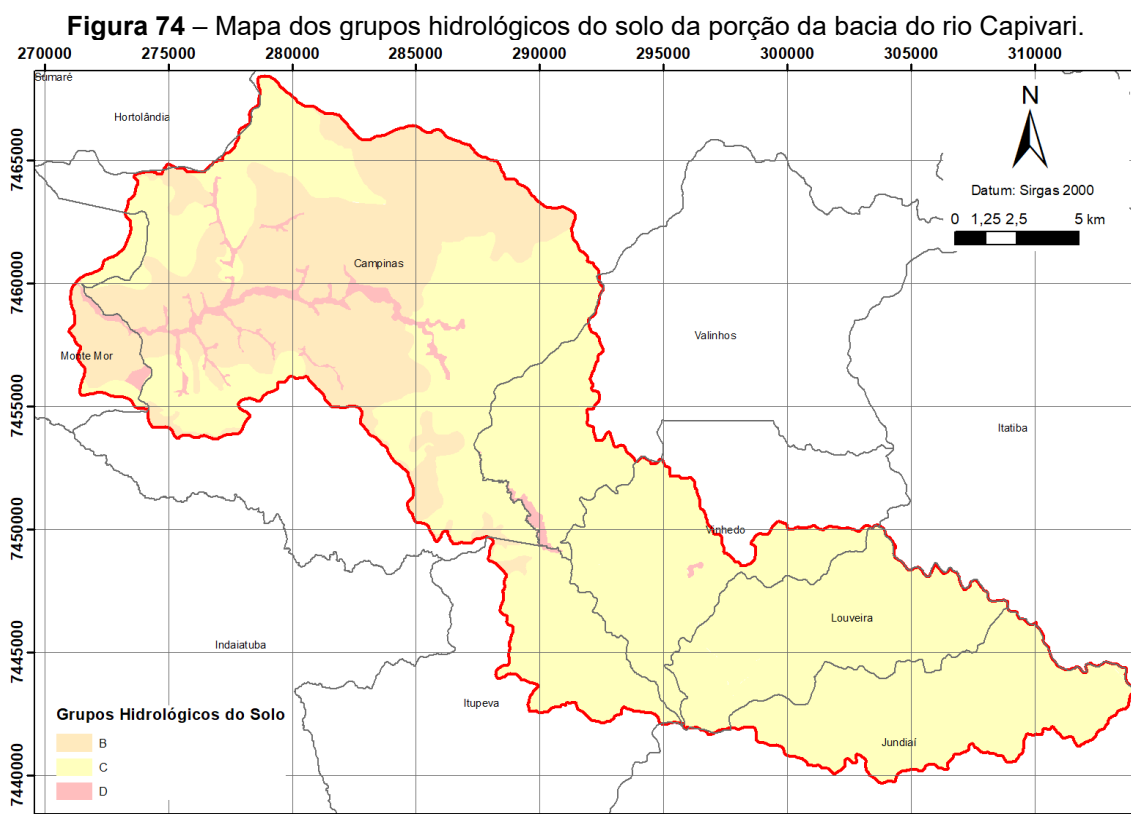 Figura 74 – Mapa dos grupos hidrológicos do solo da porção da bacia do rio Capivari.
270000 275000 280000 285000 290000 295000 300000 305000 310000
Sumaré
Hortolândia
N
7465000
Datum: Sirgas 2000
0 1,25 2,5 5 km
Campinas
7460000
Valinhos
Monte Mor
7455000
Itatiba
Vinhedo
7450000
Louveira
Indaiatuba
7445000
Itupeva
Grupos Hidrológicos do Solo
B
Jundiaí
C
7440000
D